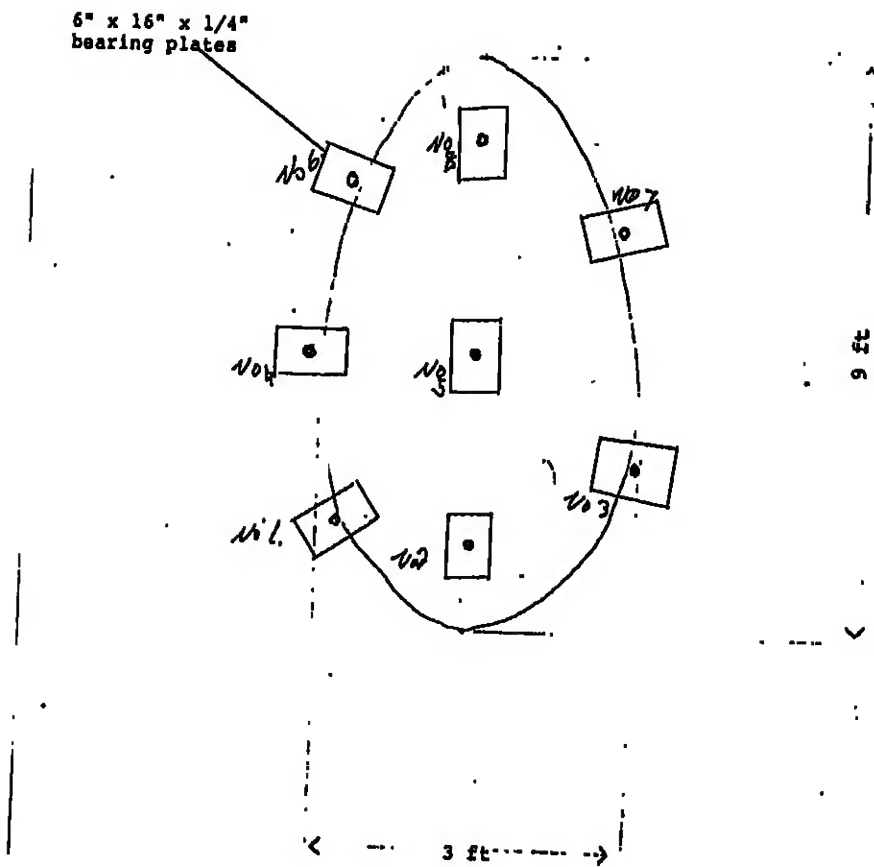 6" x 16" x 1/4"
bearing plates
No 8
No 6
No 7
No 4
No 5
9 ft
No 3
No 1.
No 2
3 ft